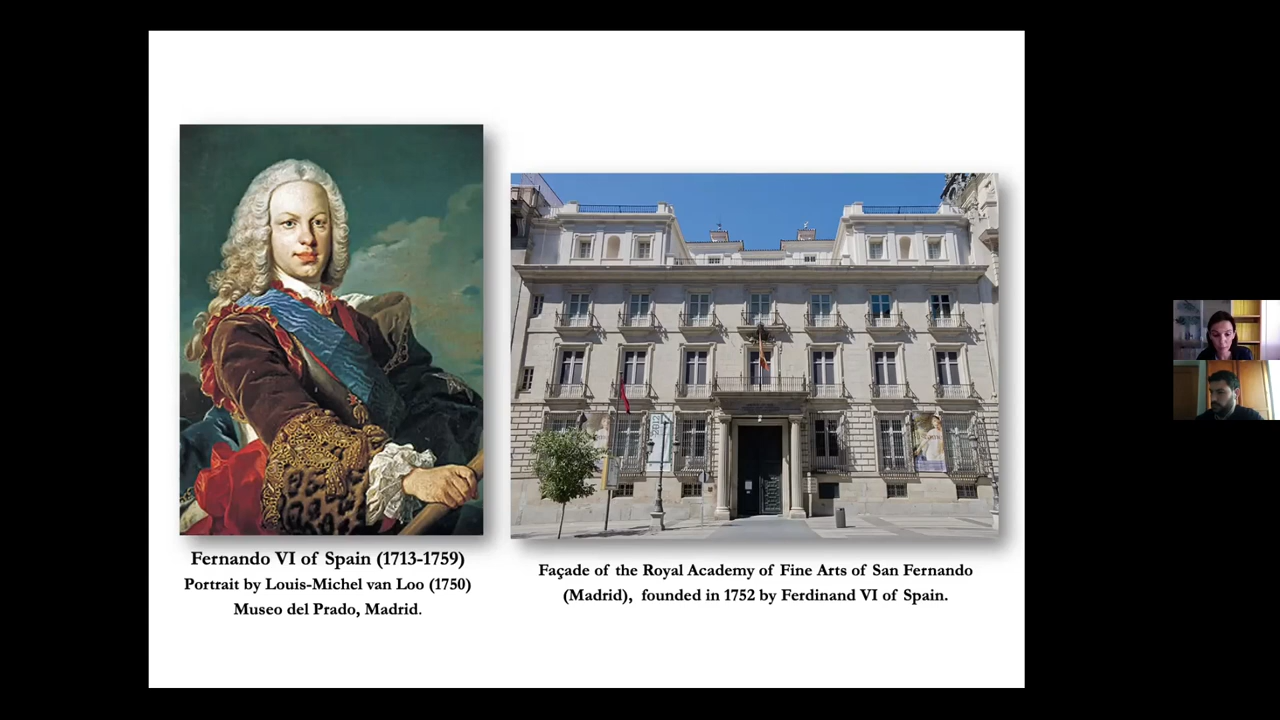 Fernando VI of Spain (1713-1759)
Portrait by Louis-Michel van Loo (1750)
Museo del Prado, Madrid.
Façade of the Royal Academy of Fine Arts of San Fernando
(Madrid), founded in 1752 by Ferdinand VI of Spain.